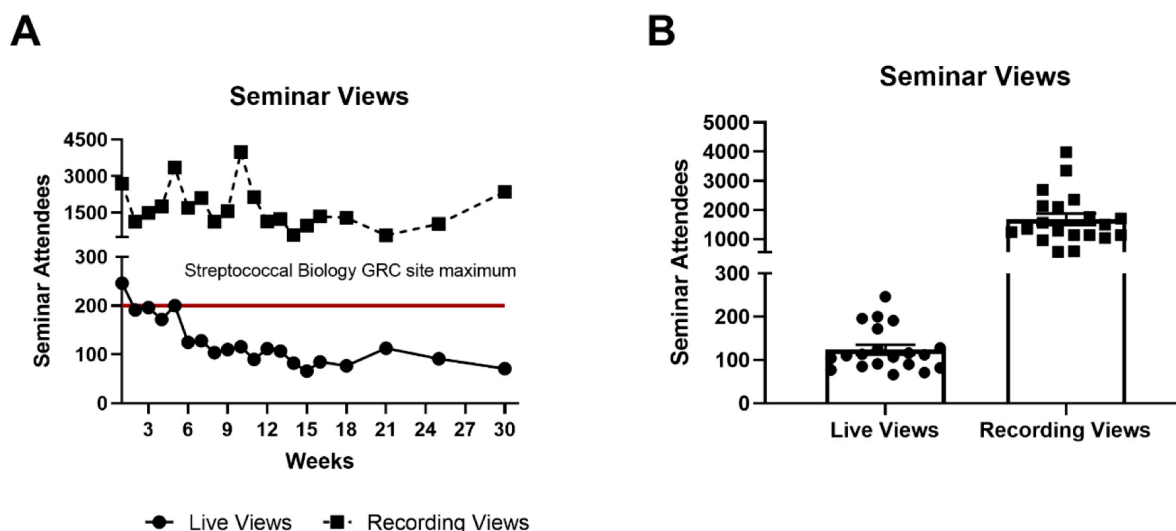 A
Seminar Views
Seminar Attendees
4500
3000
1500
300
200
100
0
Streptococcal Biology GRC site maximum
3 6 9 12 15 18 21 24 27 30
Weeks
Live Views Recording Views
B
Seminar Views
Seminar Attendees
5000
4000
3000
2000
1000
300
200
100
0
Live Views Recording Views